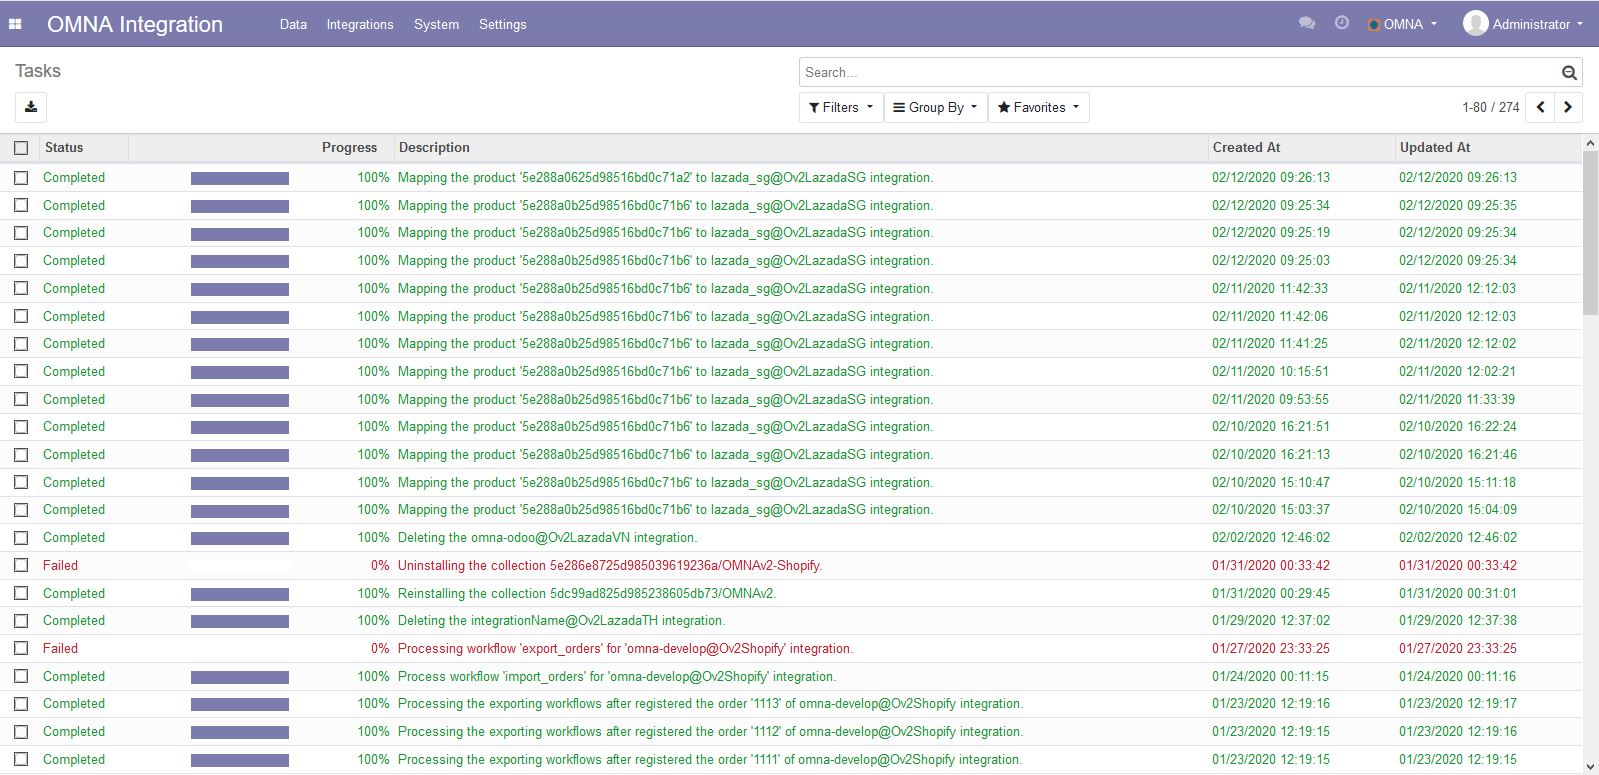 OMNA Integration Data Integrations System Settings OMNA Administrator
Tasks Search...
Filters Group By Favorites 1-80 / 274
Status Progress Description Created At Updated At
Completed 100% Mapping the product '5e288a0625d98516bd0c71a2' to lazada_sg@Ov2LazadaSG integration. 02/12/2020 09:26:13 02/12/2020 09:26:13
Completed 100% Mapping the product '5e288a0b25d98516bd0c71b6' to lazada_sg@Ov2LazadaSG integration. 02/12/2020 09:25:34 02/12/2020 09:25:35
Completed 100% Mapping the product '5e288a0b25d98516bd0c71b6' to lazada_sg@Ov2LazadaSG integration. 02/12/2020 09:25:19 02/12/2020 09:25:34
Completed 100% Mapping the product '5e288a0b25d98516bd0c71b6' to lazada_sg@Ov2LazadaSG integration. 02/12/2020 09:25:03 02/12/2020 09:25:34
Completed 100% Mapping the product '5e288a0b25d98516bd0c71b6' to lazada_sg@Ov2LazadaSG integration. 02/11/2020 11:42:33 02/11/2020 12:12:03
Completed 100% Mapping the product '5e288a0b25d98516bd0c71b6' to lazada_sg@Ov2LazadaSG integration. 02/11/2020 11:42:06 02/11/2020 12:12:03
Completed 100% Mapping the product '5e288a0b25d98516bd0c71b6' to lazada_sg@Ov2LazadaSG integration. 02/11/2020 11:41:25 02/11/2020 12:12:02
Completed 100% Mapping the product '5e288a0b25d98516bd0c71b6' to lazada_sg@Ov2LazadaSG integration. 02/11/2020 10:15:51 02/11/2020 12:02:21
Completed 100% Mapping the product '5e288a0b25d98516bd0c71b6' to lazada_sg@Ov2LazadaSG integration. 02/11/2020 09:53:55 02/11/2020 11:33:39
Completed 100% Mapping the product '5e288a0b25d98516bd0c71b6' to lazada_sg@Ov2LazadaSG integration. 02/10/2020 16:21:51 02/10/2020 16:22:24
Completed 100% Mapping the product '5e288a0b25d98516bd0c71b6' to lazada_sg@Ov2LazadaSG integration. 02/10/2020 16:21:13 02/10/2020 16:21:46
Completed 100% Mapping the product '5e288a0b25d98516bd0c71b6' to lazada_sg@Ov2LazadaSG integration. 02/10/2020 15:10:47 02/10/2020 15:11:18
Completed 100% Mapping the product '5e288a0b25d98516bd0c71b6' to lazada_sg@Ov2LazadaSG integration. 02/10/2020 15:03:37 02/10/2020 15:04:09
Completed 100% Deleting the omna-odoo@Ov2LazadaVN integration. 02/02/2020 12:46:02 02/02/2020 12:46:02
Failed 0% Uninstalling the collection 5e286e8725d985039619236a/OMNAv2-Shopify. 01/31/2020 00:33:42 01/31/2020 00:33:42
Completed 100% Reinstalling the collection 5dc99ad825d985238605db73/OMNAv2. 01/31/2020 00:29:45 01/31/2020 00:31:01
Completed 100% Deleting the integrationName@Ov2LazadaTH integration. 01/29/2020 12:37:02 01/29/2020 12:37:38
Failed 0% Processing workflow 'export_orders' for 'omna-develop@Ov2Shopify' integration. 01/27/2020 23:33:25 01/27/2020 23:33:25
Completed 100% Process workflow 'import_orders' for 'omna-develop@Ov2Shopify' integration. 01/24/2020 00:11:15 01/24/2020 00:11:16
Completed 100% Processing the exporting workflows after registered the order '1113' of omna-develop@Ov2Shopify integration. 01/23/2020 12:19:16 01/23/2020 12:19:17
Completed 100% Processing the exporting workflows after registered the order '1112' of omna-develop@Ov2Shopify integration. 01/23/2020 12:19:15 01/23/2020 12:19:16
Completed 100% Processing the exporting workflows after registered the order '1111' of omna-develop@Ov2Shopify integration. 01/23/2020 12:19:15 01/23/2020 12:19:15